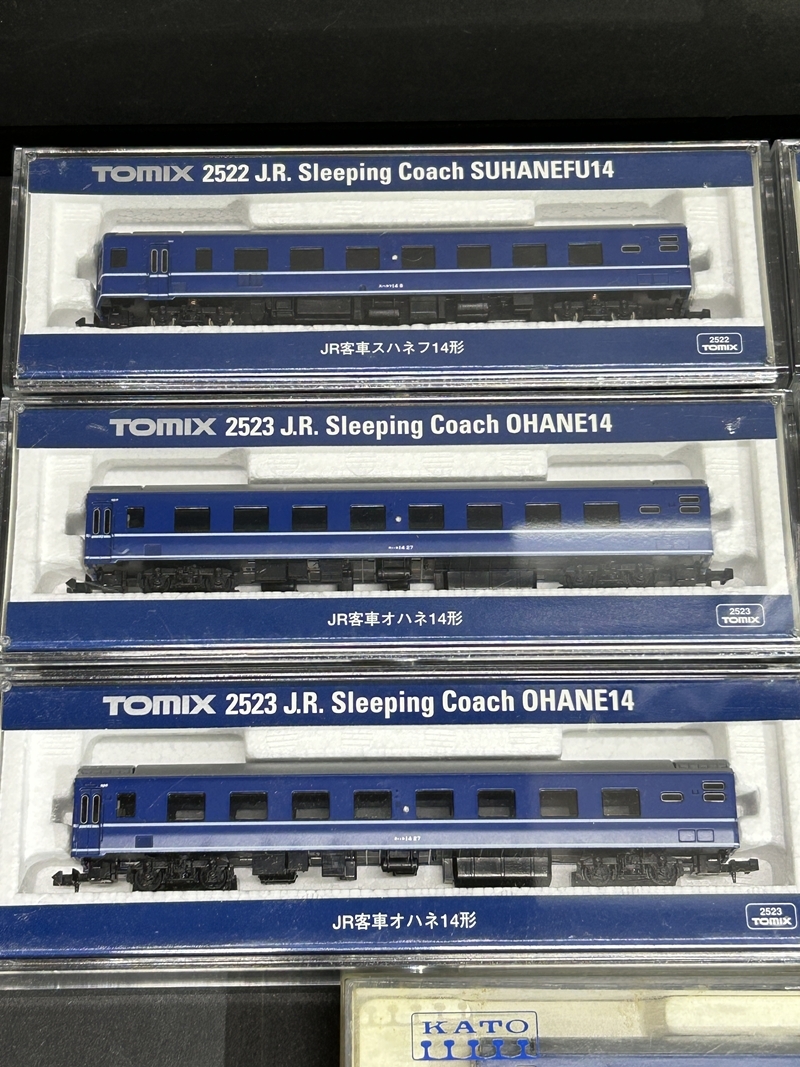 TOMIX 2522 J.R. Sleeping Coach SUHANEFU14
JR客車スハネフ14形
2522
TOMIX
TOMIX 2523 J.R. Sleeping Coach OHANE14
JR客車オハネ14形
2523
TOMIX
TOMIX 2523 J.R. Sleeping Coach OHANE14
JR客車オハネ14形
2523
TOMIX
KATO